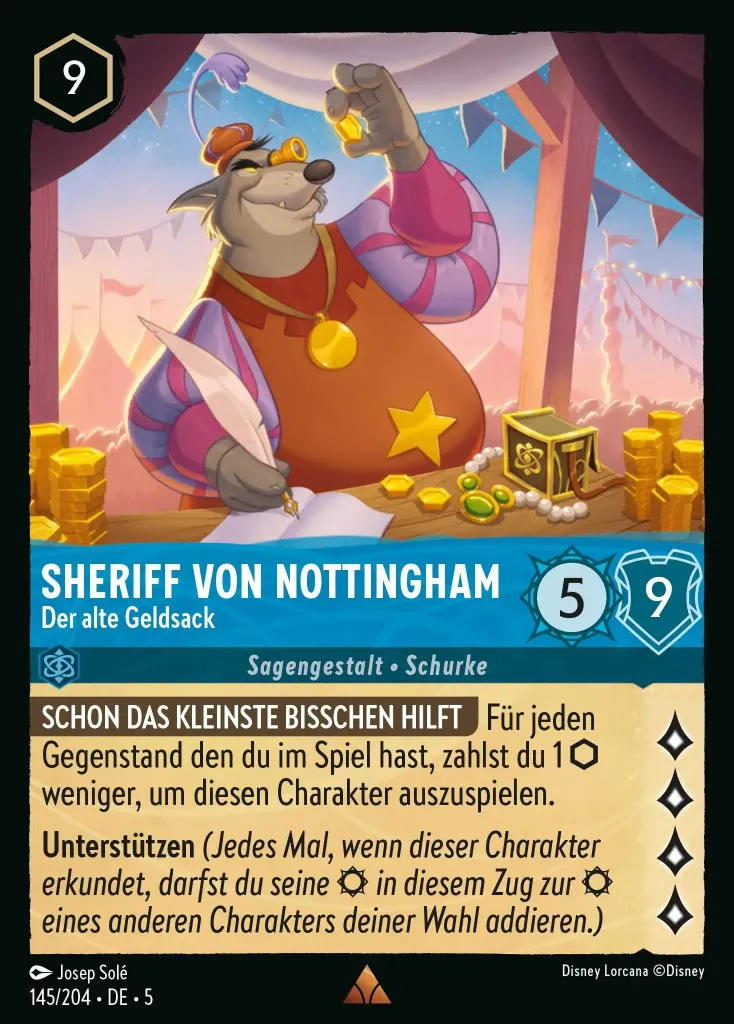 9
SHERIFF VON NOTTINGHAM
Der alte Geldsack
5
9
Sagengestalt • Schurke
SCHON DAS KLEINSTE BISSCHEN HILFT Für jeden
Gegenstand den du im Spiel hast, zahlst du 1 ⬡
weniger, um diesen Charakter auszuspielen.
Unterstützen (Jedes Mal, wenn dieser Charakter
erkundet, darfst du seine ¤ in diesem Zug zur ¤
eines anderen Charakters deiner Wahl addieren.)
Josep Solé
Disney Lorcana ©Disney
145/204 • DE • 5